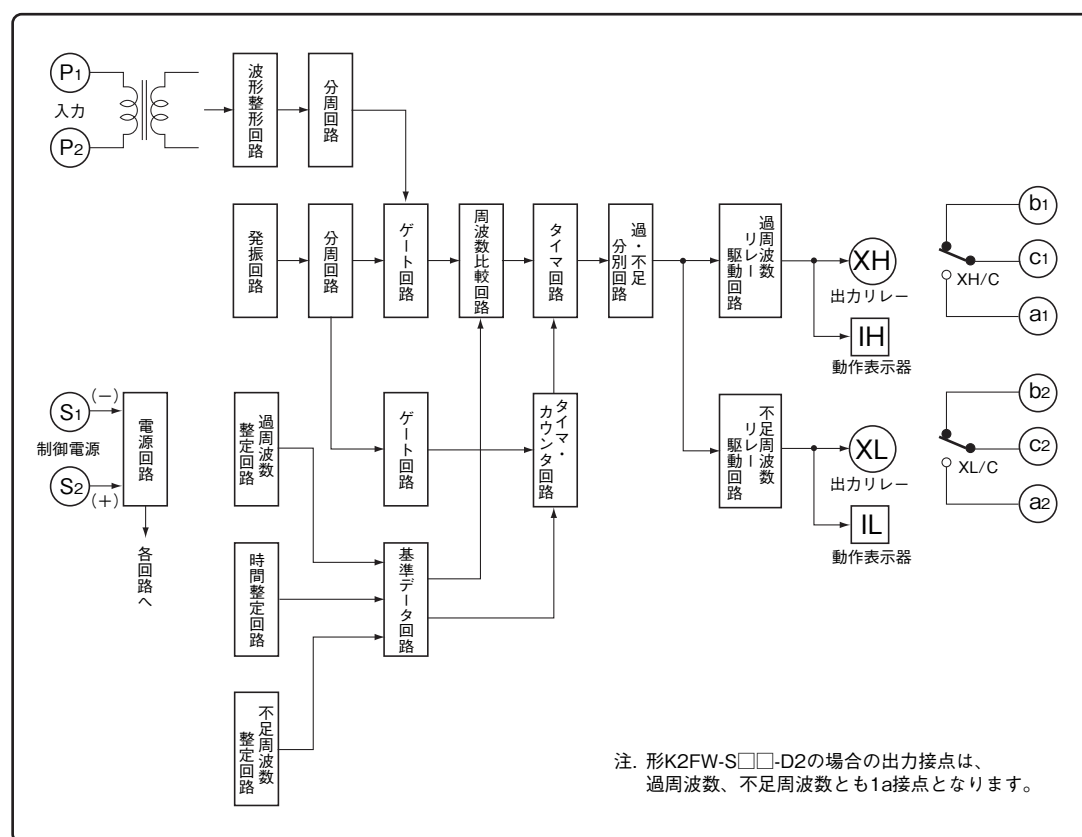 P1
入力
P2
波形整形回路
分周回路
発振回路
分周回路
ゲート回路
周波数比較回路
タイマ回路
過・不足
分別回路
過周波数
リレー
駆動回路
XH
出力リレー
IH
動作表示器
b1
c1
XH/C
a1
S1
(−)
制御電源
S2
(+)
電源回路
各回路へ
過周波数
整定回路
ゲート回路
タイマ・
カウンタ回路
不足周波数
リレー
駆動回路
XL
出力リレー
IL
動作表示器
b2
c2
XL/C
a2
時間整定回路
基準データ回路
不足周波数
整定回路
注. 形K2FW-S□□-D2の場合の出力接点は、
過周波数、不足周波数とも1a接点となります。